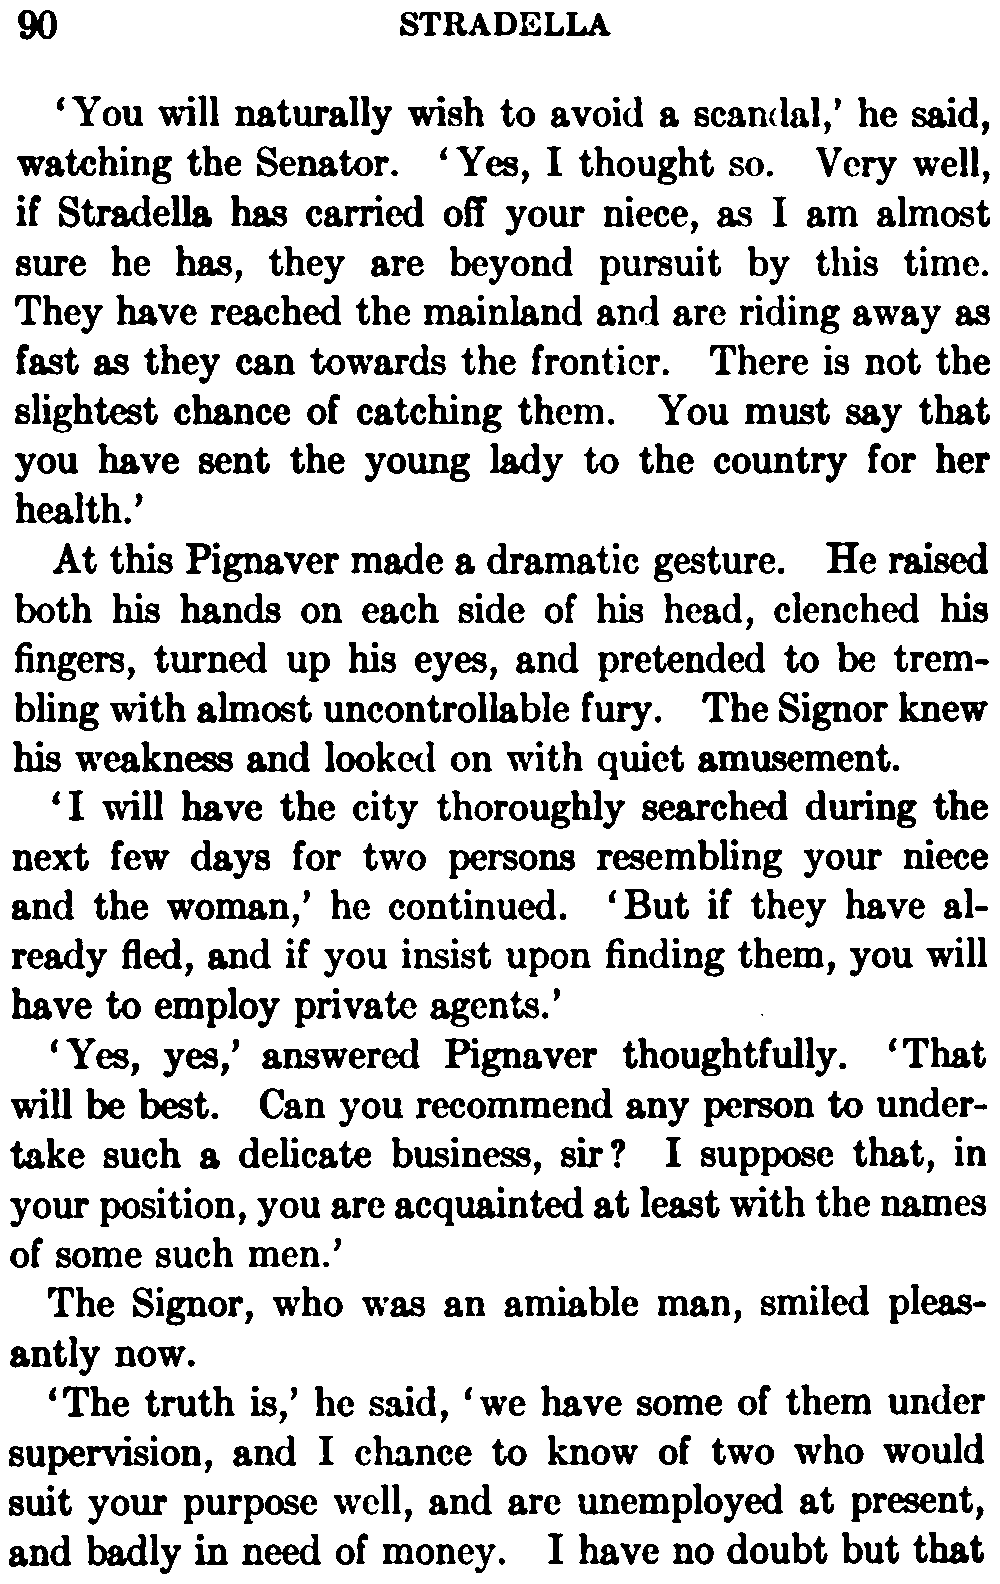 90 STRADELLA
‘You will naturally wish to avoid a scandal,’ he said,
watching the Senator. ‘Yes, I thought so. Very well,
if Stradella has carried off your niece, as I am almost
sure he has, they are beyond pursuit by this time.
They have reached the mainland and are riding away as
fast as they can towards the frontier. There is not the
slightest chance of catching them. You must say that
you have sent the young lady to the country for her
health.’
At this Pignaver made a dramatic gesture. He raised
both his hands on each side of his head, clenched his
fingers, turned up his eyes, and pretended to be trem-
bling with almost uncontrollable fury. The Signor knew
his weakness and looked on with quiet amusement.
‘I will have the city thoroughly searched during the
next few days for two persons resembling your niece
and the woman,’ he continued. ‘But if they have al-
ready fled, and if you insist upon finding them, you will
have to employ private agents.’
‘Yes, yes,’ answered Pignaver thoughtfully. ‘That
will be best. Can you recommend any person to under-
take such a delicate business, sir? I suppose that, in
your position, you are acquainted at least with the names
of some such men.’
The Signor, who was an amiable man, smiled pleas-
antly now.
‘The truth is,’ he said, ‘we have some of them under
supervision, and I chance to know of two who would
suit your purpose well, and are unemployed at present,
and badly in need of money. I have no doubt but that